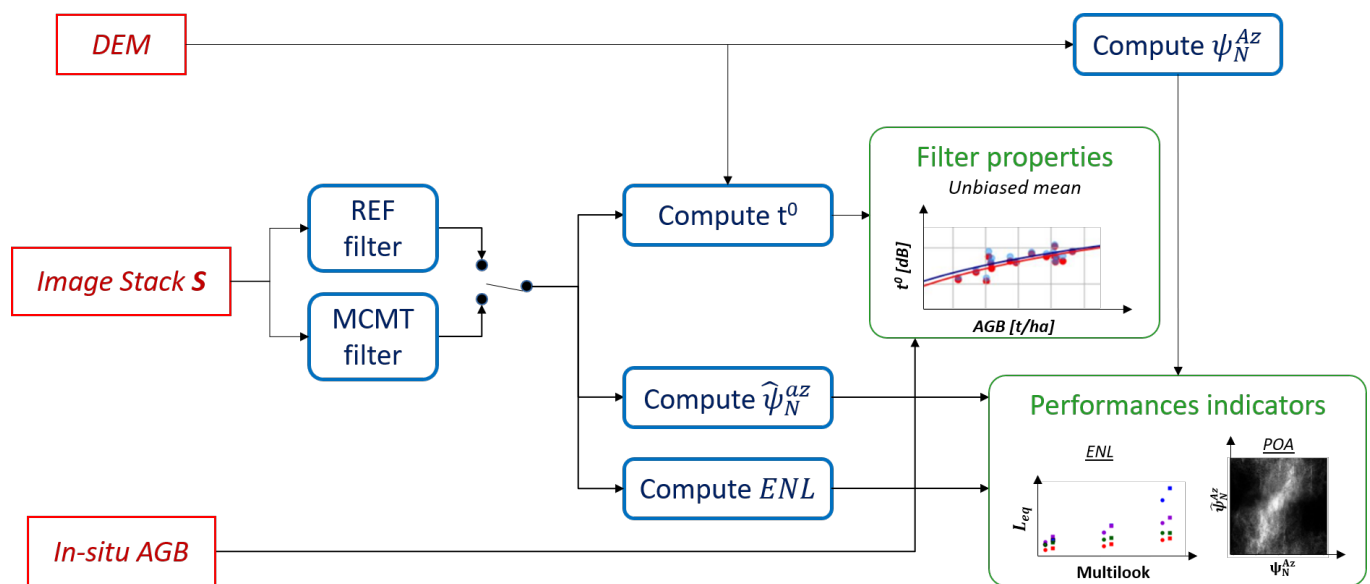 DEM
Compute ψ_N^Az
Filter properties
Unbiased mean
REF
filter
Compute t⁰
t⁰ [dB]
Image Stack S
AGB [t/ha]
MCMT
filter
Compute ψ̂_N^az
Performances indicators
ENL
POA
Compute ENL
L_eq
ψ̂_N^Az
In-situ AGB
Multilook
ψ_N^Az